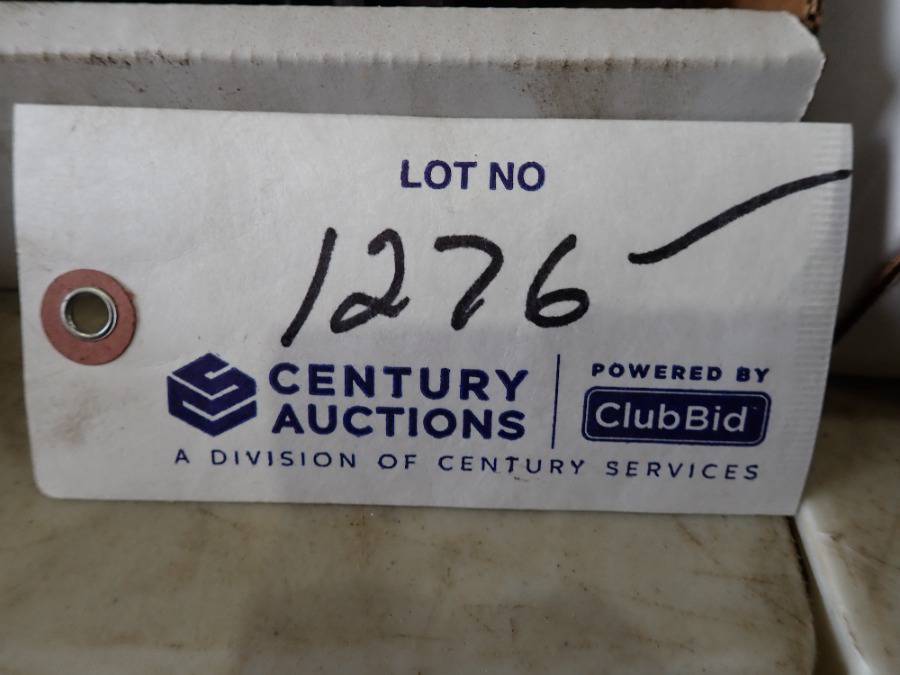 LOT NO
1276
CENTURY
AUCTIONS
POWERED BY
ClubBid
A DIVISION OF CENTURY SERVICES